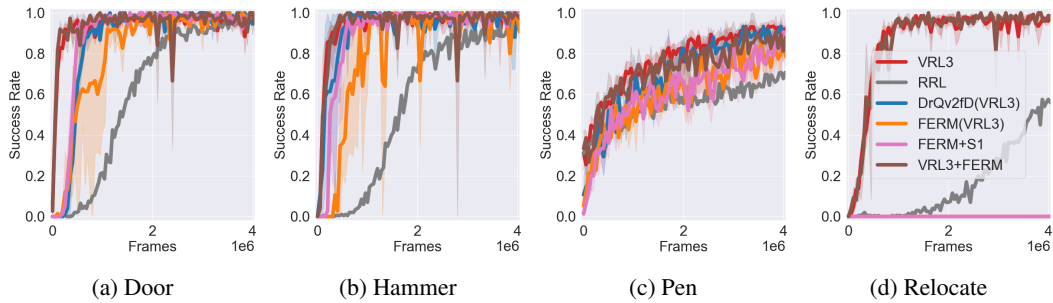 1.0
0.8
0.6
0.4
0.2
0.0
Success Rate
0
2
4
Frames
1e6
(a) Door
1.0
0.8
0.6
0.4
0.2
0.0
Success Rate
0
2
4
Frames
1e6
(b) Hammer
1.0
0.8
0.6
0.4
0.2
0.0
Success Rate
0
2
4
Frames
1e6
(c) Pen
1.0
0.8
0.6
0.4
0.2
0.0
Success Rate
VRL3
RRL
DrQv2fD(VRL3)
FERM(VRL3)
FERM+S1
VRL3+FERM
0
2
4
Frames
1e6
(d) Relocate